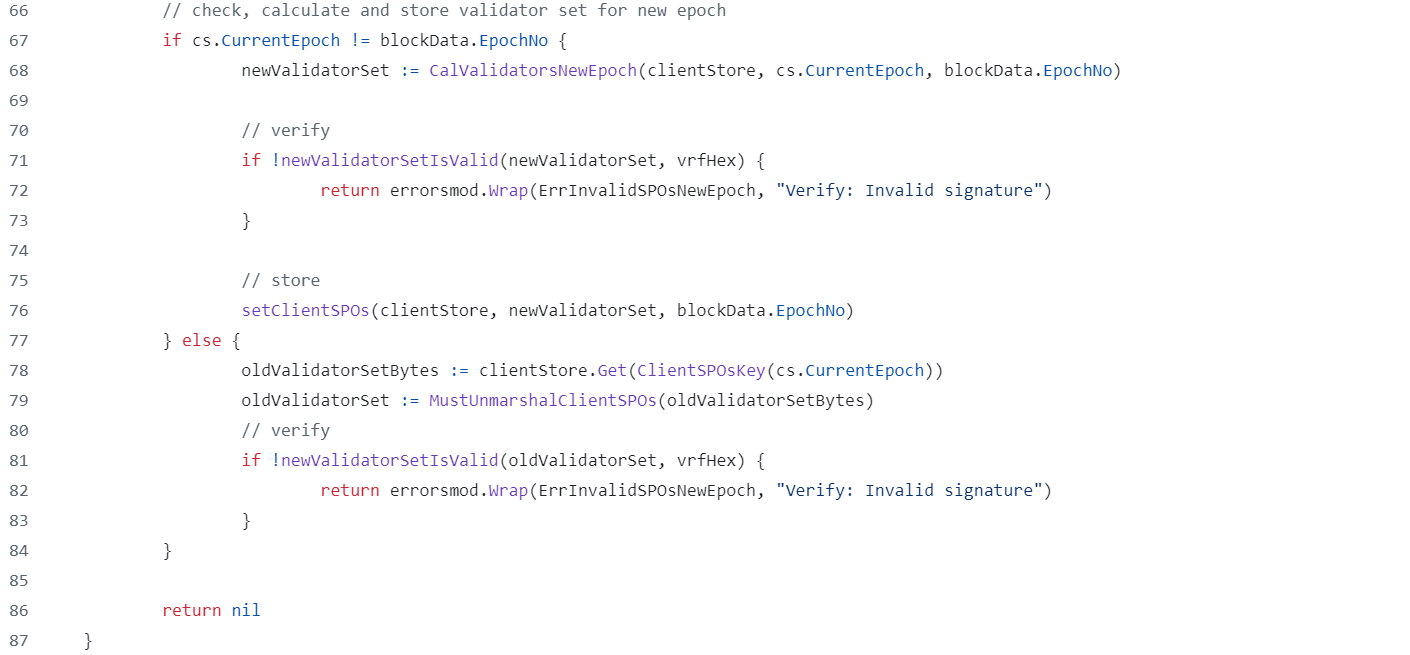 66 // check, calculate and store validator set for new epoch
67 if cs.CurrentEpoch != blockData.EpochNo {
68 newValidatorSet := CalValidatorsNewEpoch(clientStore, cs.CurrentEpoch, blockData.EpochNo)
69
70 // verify
71 if !newValidatorSetIsValid(newValidatorSet, vrfHex) {
72 return errorsmod.Wrap(ErrInvalidSPOsNewEpoch, "Verify: Invalid signature")
73 }
74
75 // store
76 setClientSPOs(clientStore, newValidatorSet, blockData.EpochNo)
77 } else {
78 oldValidatorSetBytes := clientStore.Get(ClientSPOsKey(cs.CurrentEpoch))
79 oldValidatorSet := MustUnmarshalClientSPOs(oldValidatorSetBytes)
80 // verify
81 if !newValidatorSetIsValid(oldValidatorSet, vrfHex) {
82 return errorsmod.Wrap(ErrInvalidSPOsNewEpoch, "Verify: Invalid signature")
83 }
84 }
85
86 return nil
87 }